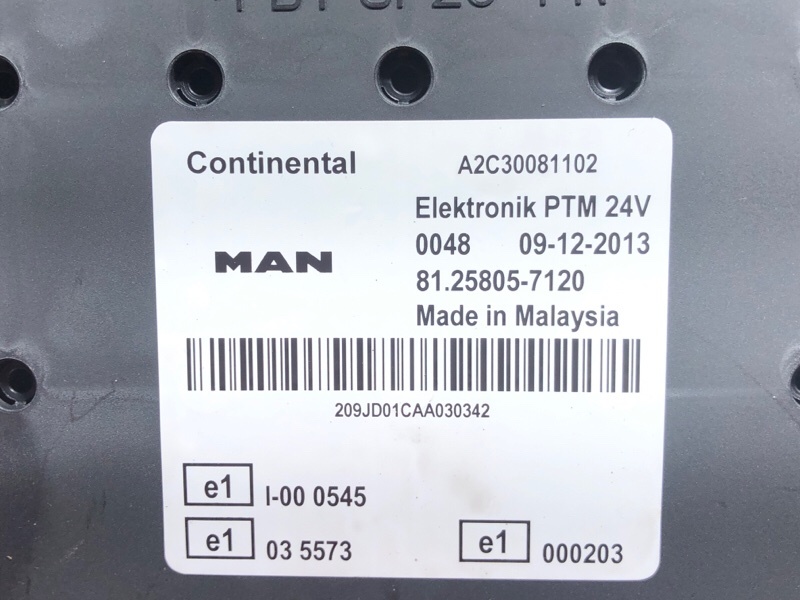 Continental A2C30081102
Elektronik PTM 24V
0048 09-12-2013
MAN
81.25805-7120
Made in Malaysia
209JD01CAA030342
e1 I-00 0545
e1 03 5573 e1 000203